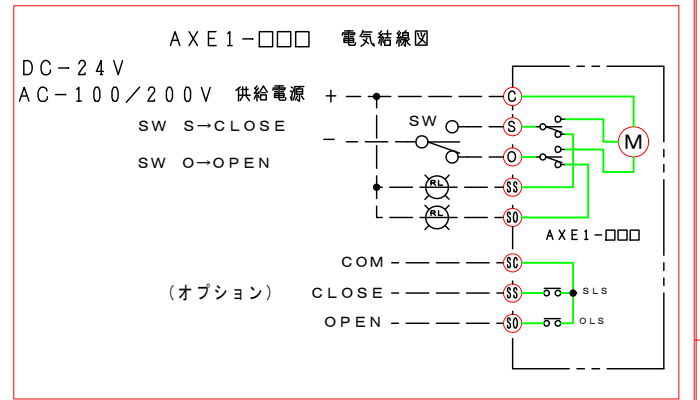 AXE1-□□□ 電気結線図
DC-24V
AC-100/200V 供給電源 + -
SW S→CLOSE
SW O→OPEN
SW
C
S
O
SS
SO
RL
RL
M
AXE1-□□□
(オプション)
COM SC
CLOSE SS SLS
OPEN SO OLS